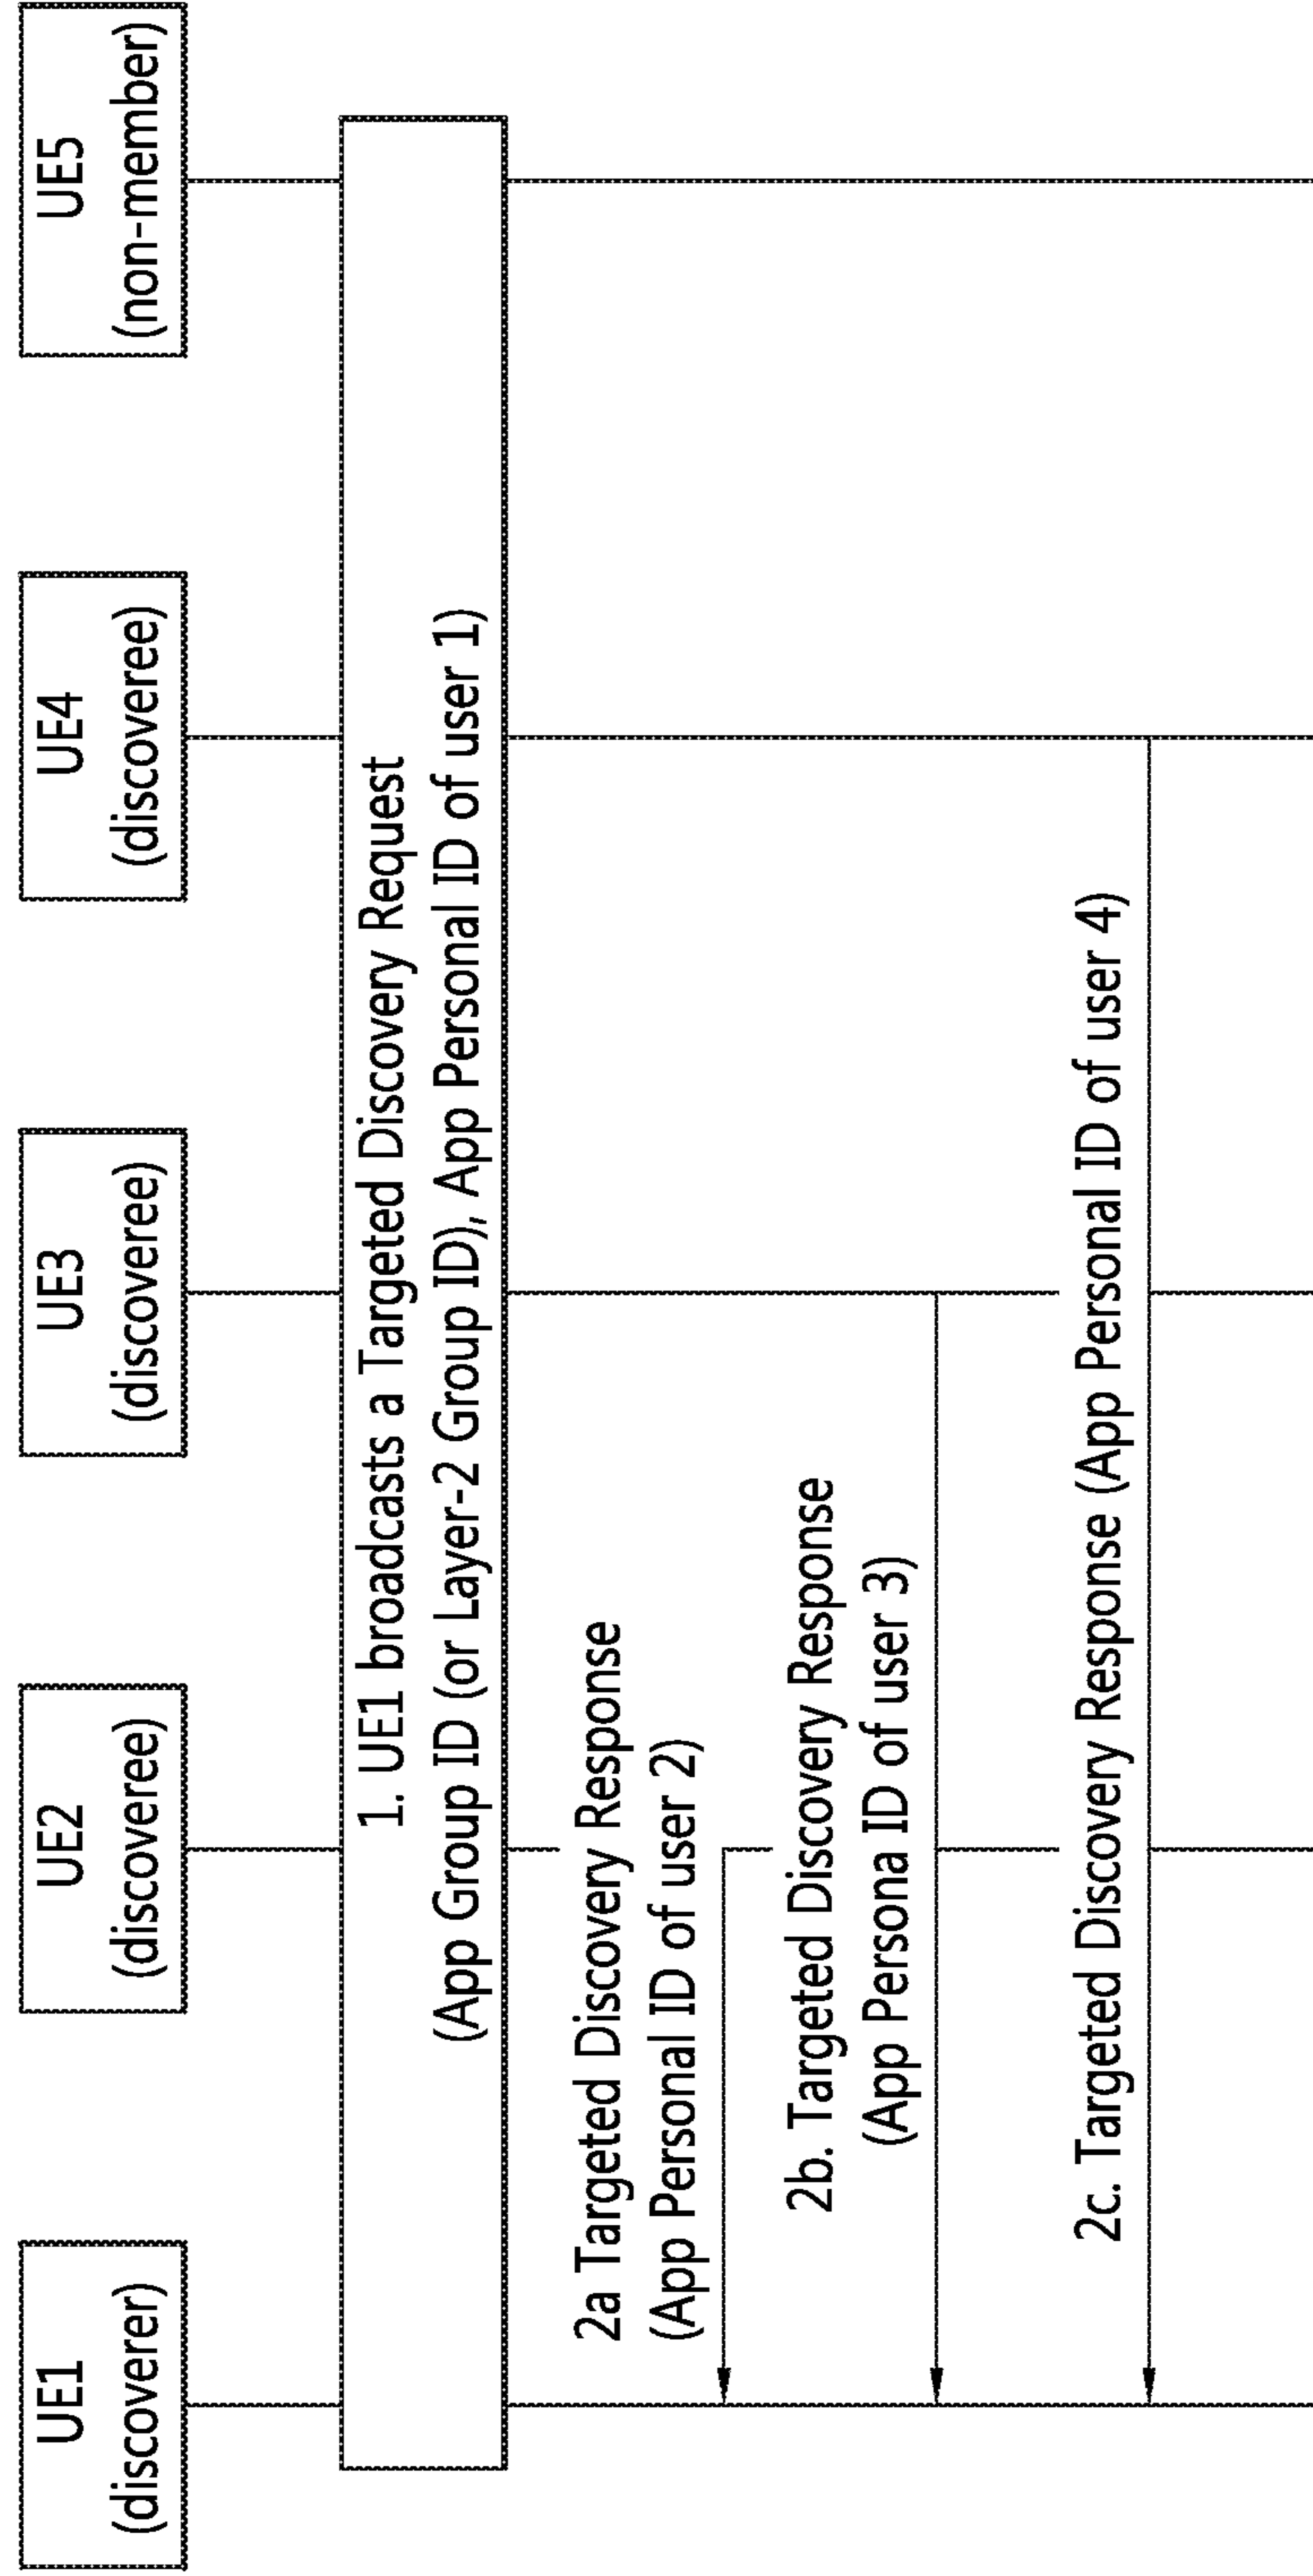 UE1
(discoverer)
UE2
(discoveree)
UE3
(discoveree)
UE4
(discoveree)
UE5
(non-member)
1. UE1 broadcasts a Targeted Discovery Request
(App Group ID (or Layer-2 Group ID), App Personal ID of user 1)
2a Targeted Discovery Response
(App Personal ID of user 2)
2b. Targeted Discovery Response
(App Persona ID of user 3)
2c. Targeted Discovery Response (App Personal ID of user 4)